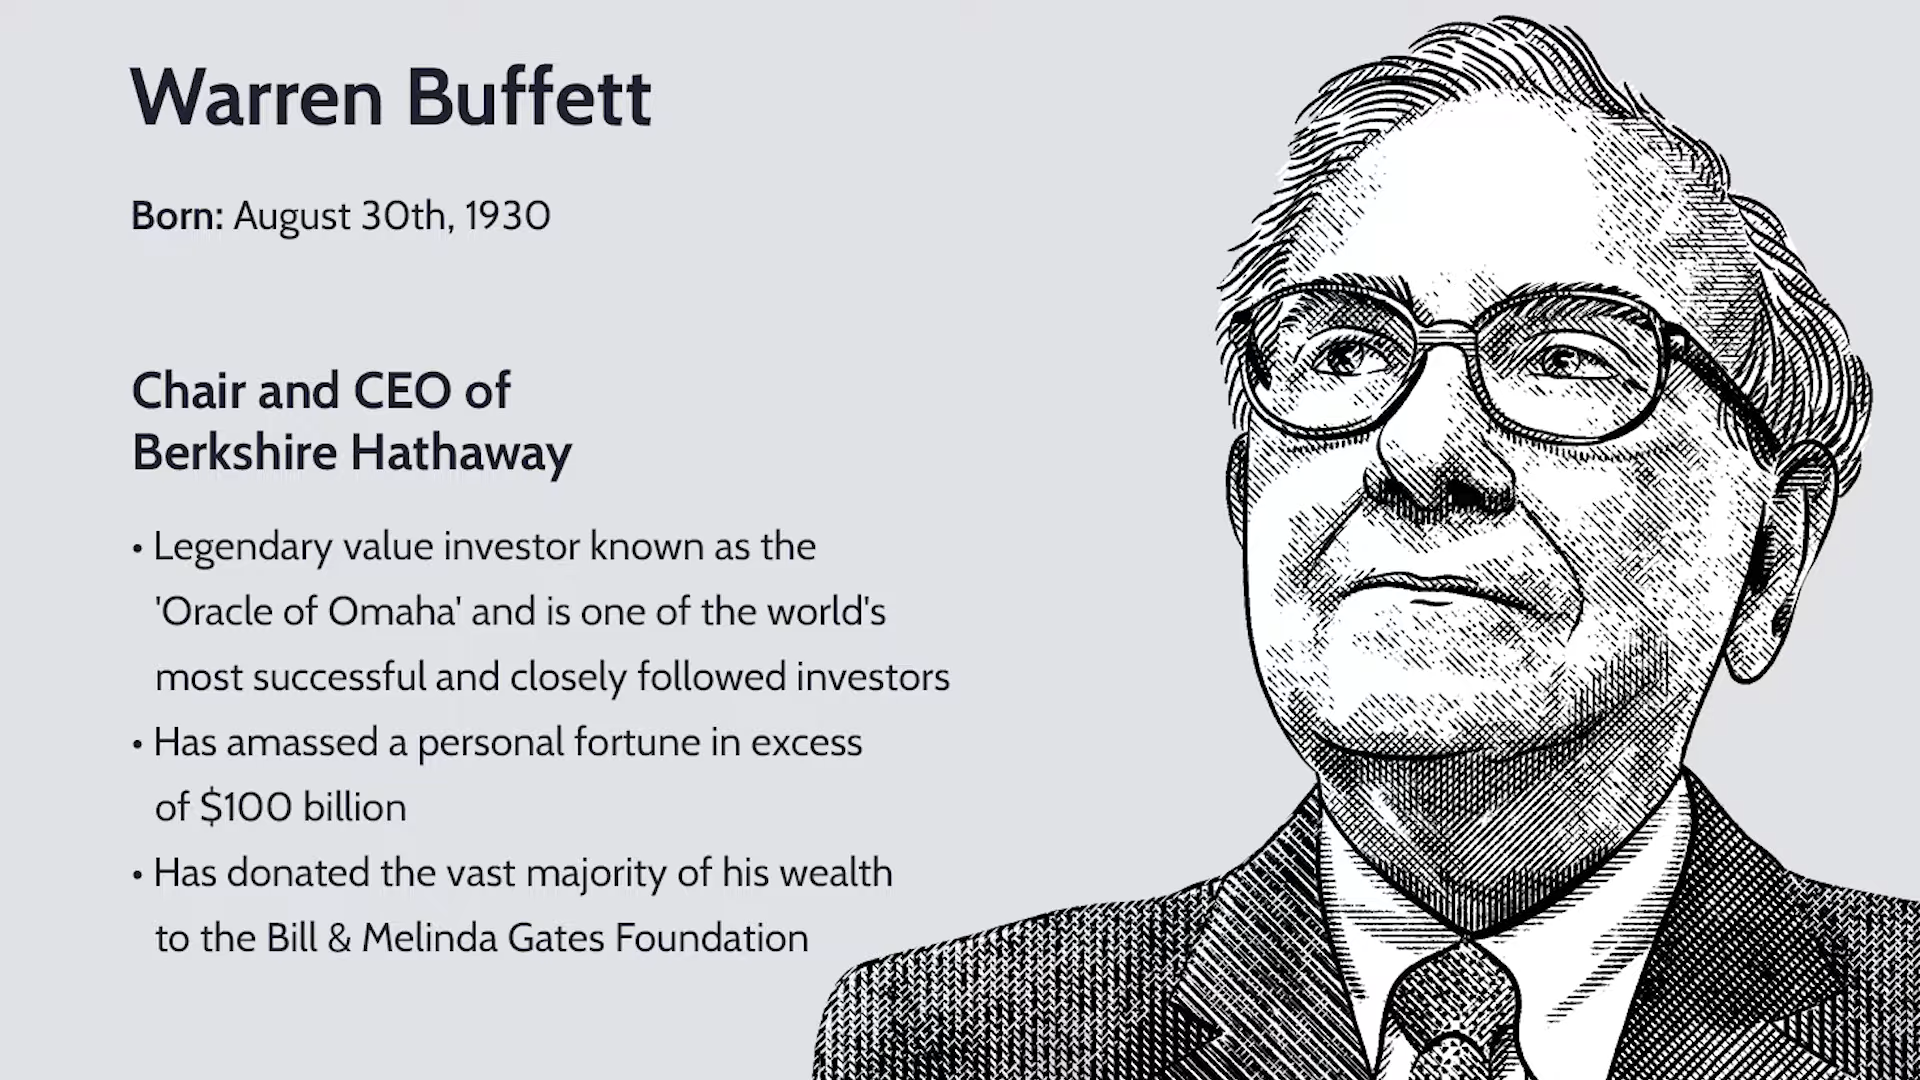 Warren Buffett
Born: August 30th, 1930
Chair and CEO of
Berkshire Hathaway
• Legendary value investor known as the
'Oracle of Omaha' and is one of the world's
most successful and closely followed investors
• Has amassed a personal fortune in excess
of $100 billion
• Has donated the vast majority of his wealth
to the Bill & Melinda Gates Foundation